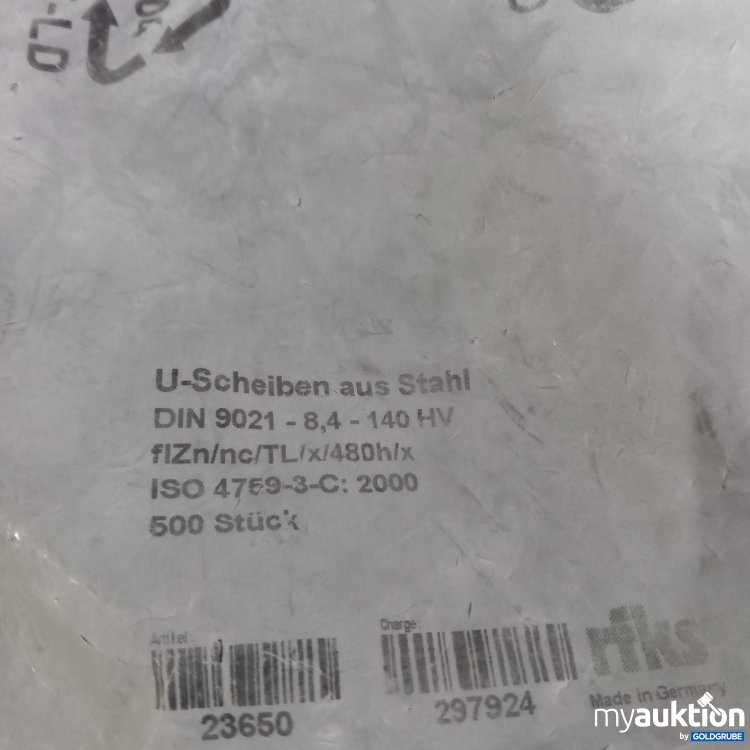 U-Scheiben aus Stahl
DIN 9021 - 8,4 - 140 HV
flZn/nc/TL/x/480h/x
ISO 4759-3-C: 2000
500 Stück
Artikel: Charge:
23650 297924
rfks
Made in Germany
myauktion
by GOLDGRUBE